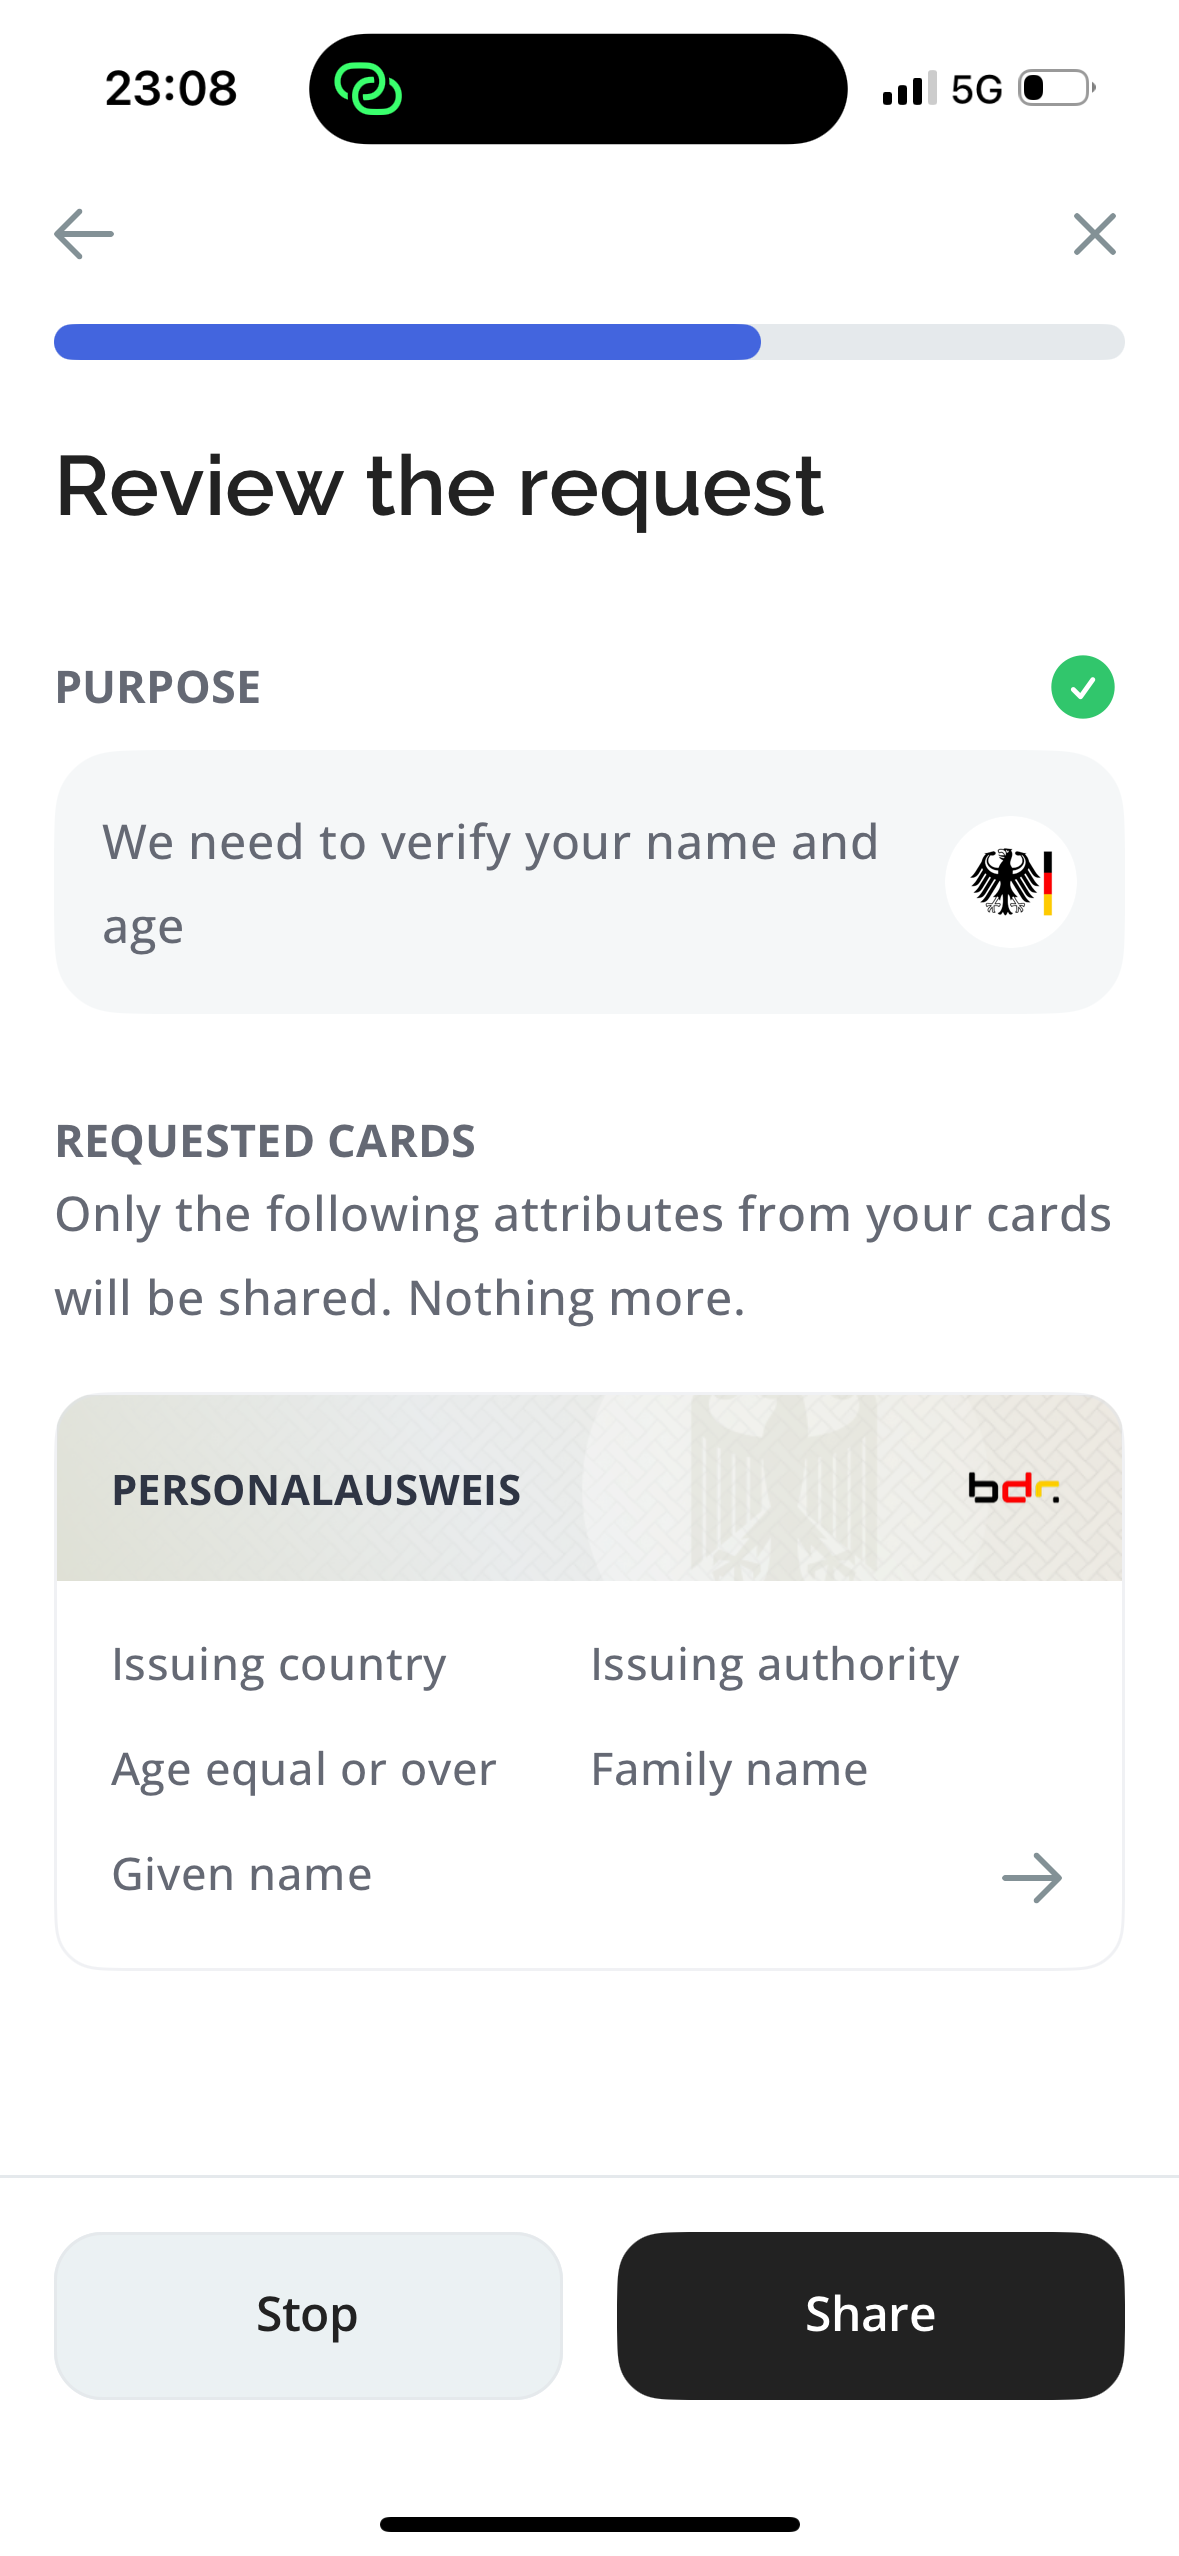 23:08
5G
Review the request
PURPOSE
We need to verify your name and
age
REQUESTED CARDS
Only the following attributes from your cards
will be shared. Nothing more.
PERSONALAUSWEIS
bdr.
Issuing country
Issuing authority
Age equal or over
Family name
Given name
Stop
Share